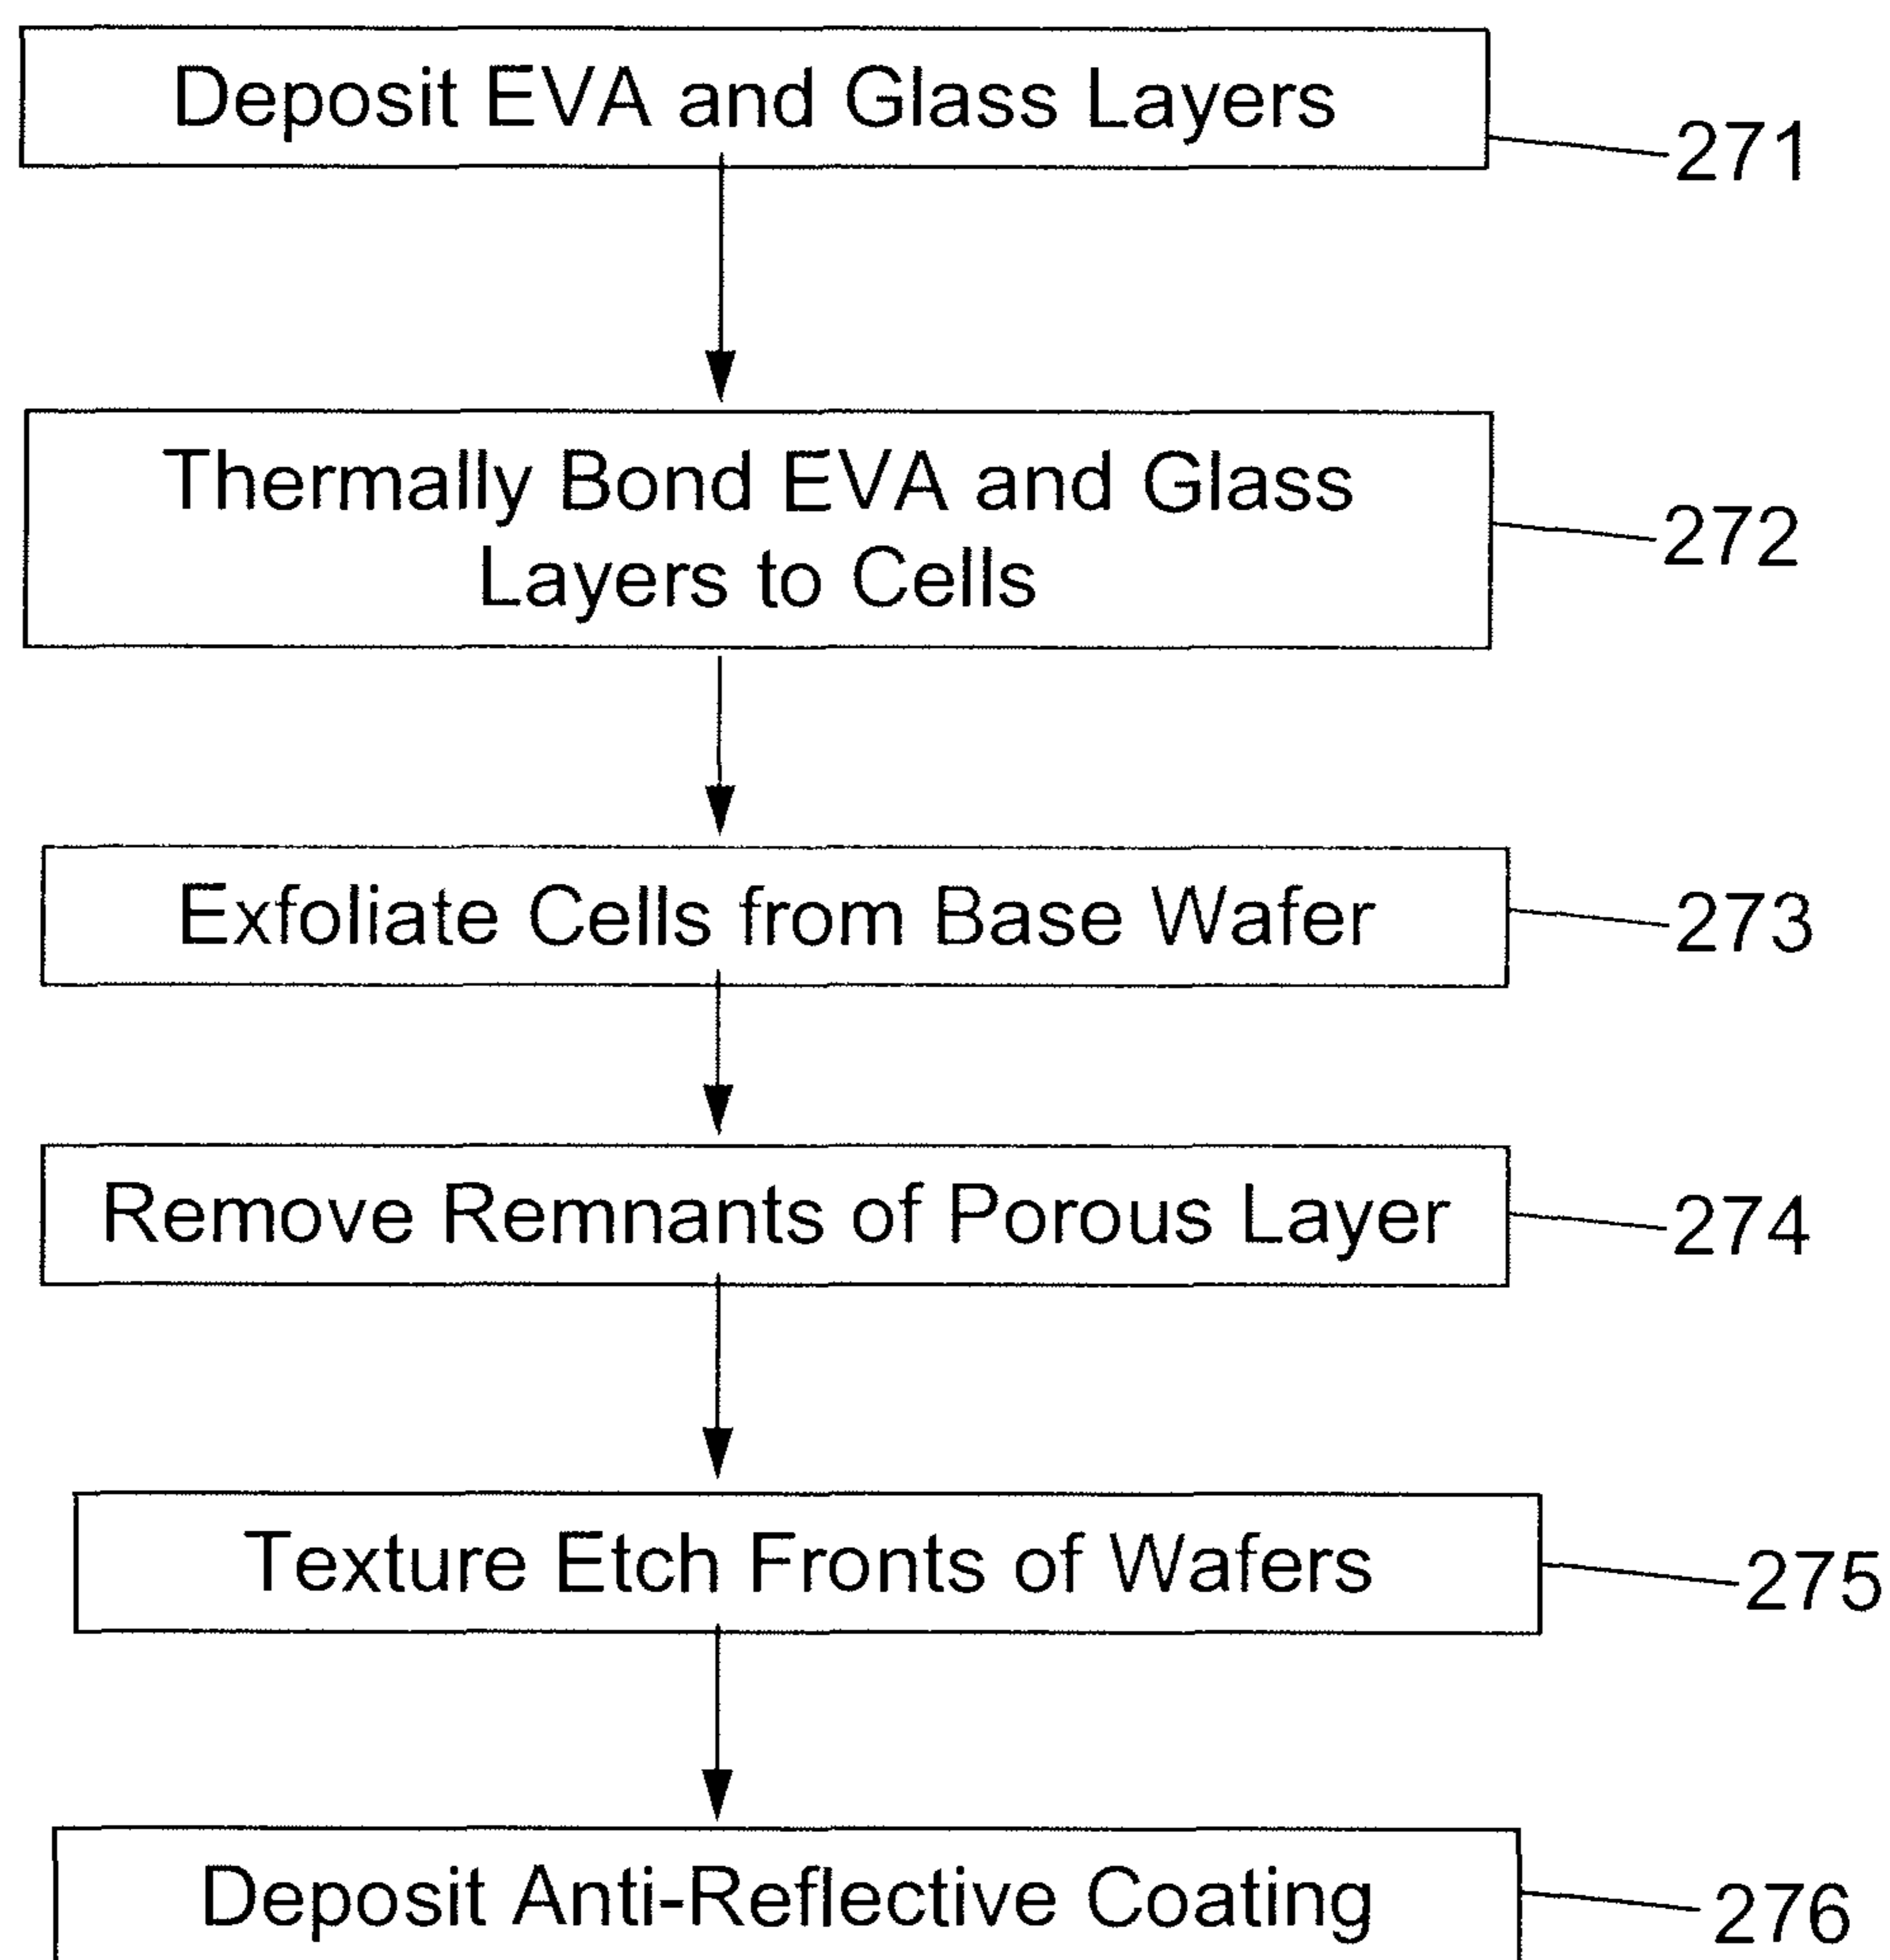 Deposit EVA and Glass Layers
271
Thermally Bond EVA and Glass
Layers to Cells
272
Exfoliate Cells from Base Wafer
273
Remove Remnants of Porous Layer
274
Texture Etch Fronts of Wafers
275
Deposit Anti-Reflective Coating
276